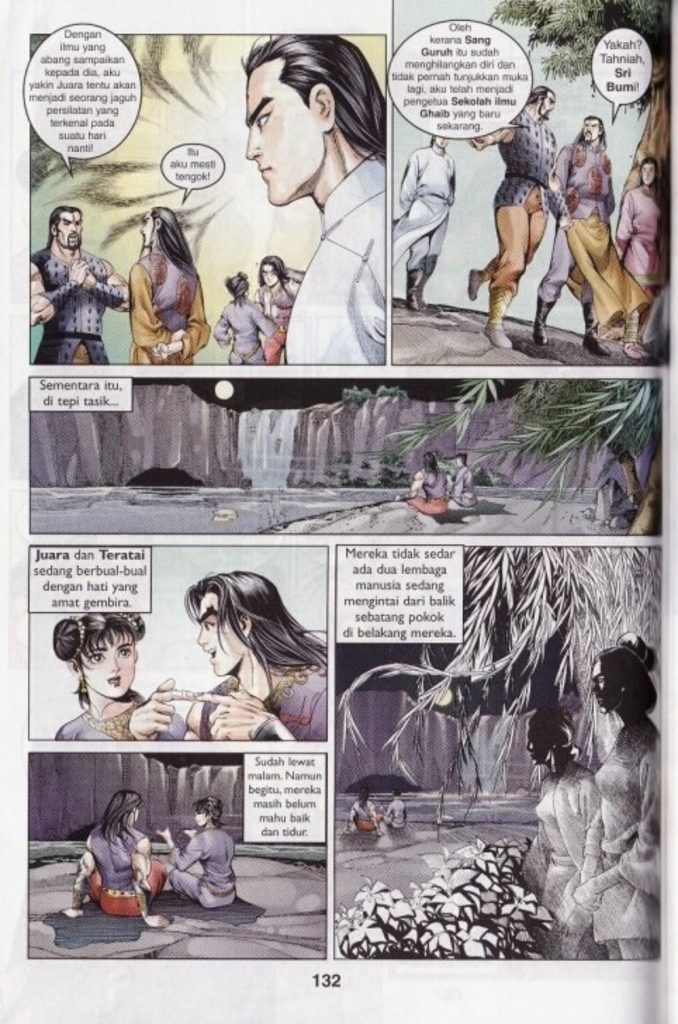 Dengan
ilmu yang
abang sampaikan
kepada dia, aku
yakin Juara tentu akan
menjadi seorang jaguh
persilatan yang
terkenal pada
suatu hari
nanti!
Itu
aku mesti
tengok!
Oleh
kerana Sang
Guruh itu sudah
menghilangkan diri dan
tidak pernah tunjukkan muka
lagi, aku telah menjadi
pengetua Sekolah ilmu
Ghaib yang baru
sekarang.
Yakah?
Tahniah,
Sri
Bumi!
Sementara itu,
di tepi tasik...
Juara dan Teratai
sedang berbual-bual
dengan hati yang
amat gembira.
Mereka tidak sedar
ada dua lembaga
manusia sedang
mengintai dari balik
sebatang pokok
di belakang mereka.
Sudah lewat
malam. Namun
begitu, mereka
masih belum
mahu baik
dan tidur.
132